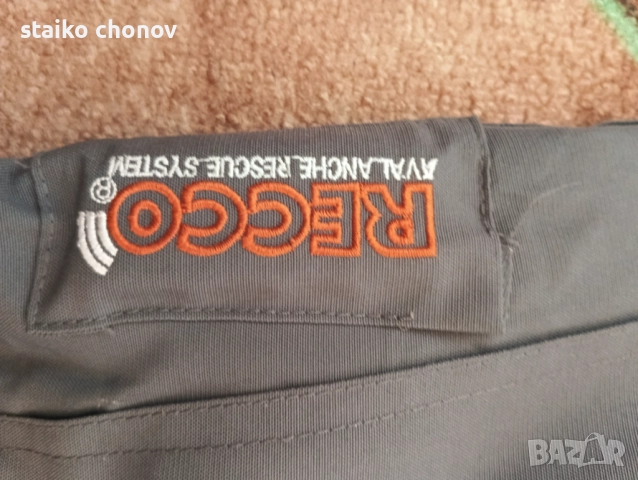 staiko chonov
RECCO®
AVALANCHE RESCUE SYSTEM
BAZAR